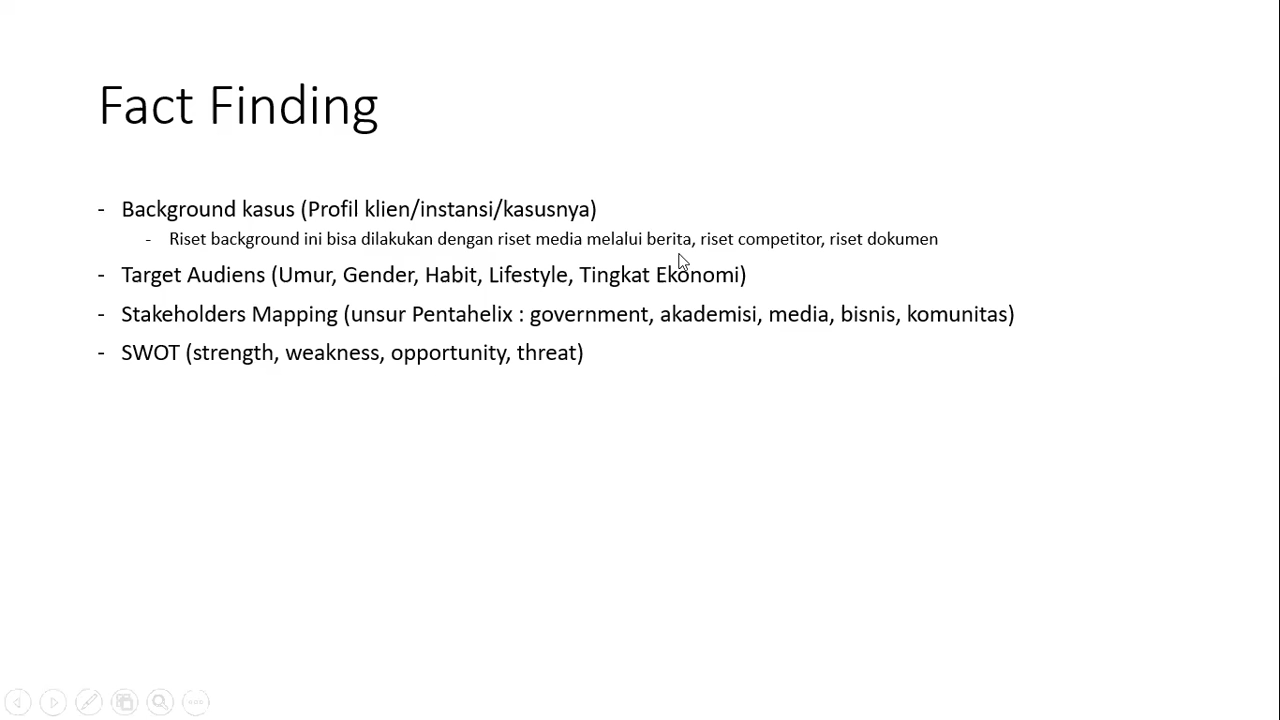 Fact Finding
- Background kasus (Profil klien/instansi/kasusnya)
- Riset background ini bisa dilakukan dengan riset media melalui berita, riset competitor, riset dokumen
- Target Audiens (Umur, Gender, Habit, Lifestyle, Tingkat Ekonomi)
- Stakeholders Mapping (unsur Pentahelix : government, akademisi, media, bisnis, komunitas)
- SWOT (strength, weakness, opportunity, threat)